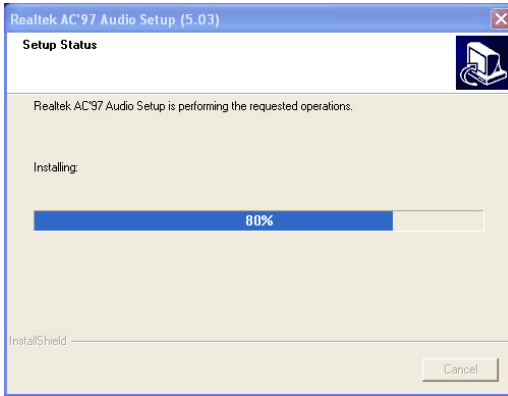 Realtek AC'97 Audio Setup (5.03)
Setup Status
Realtek AC'97 Audio Setup is performing the requested operations.
Installing:
80%
InstallShield
Cancel